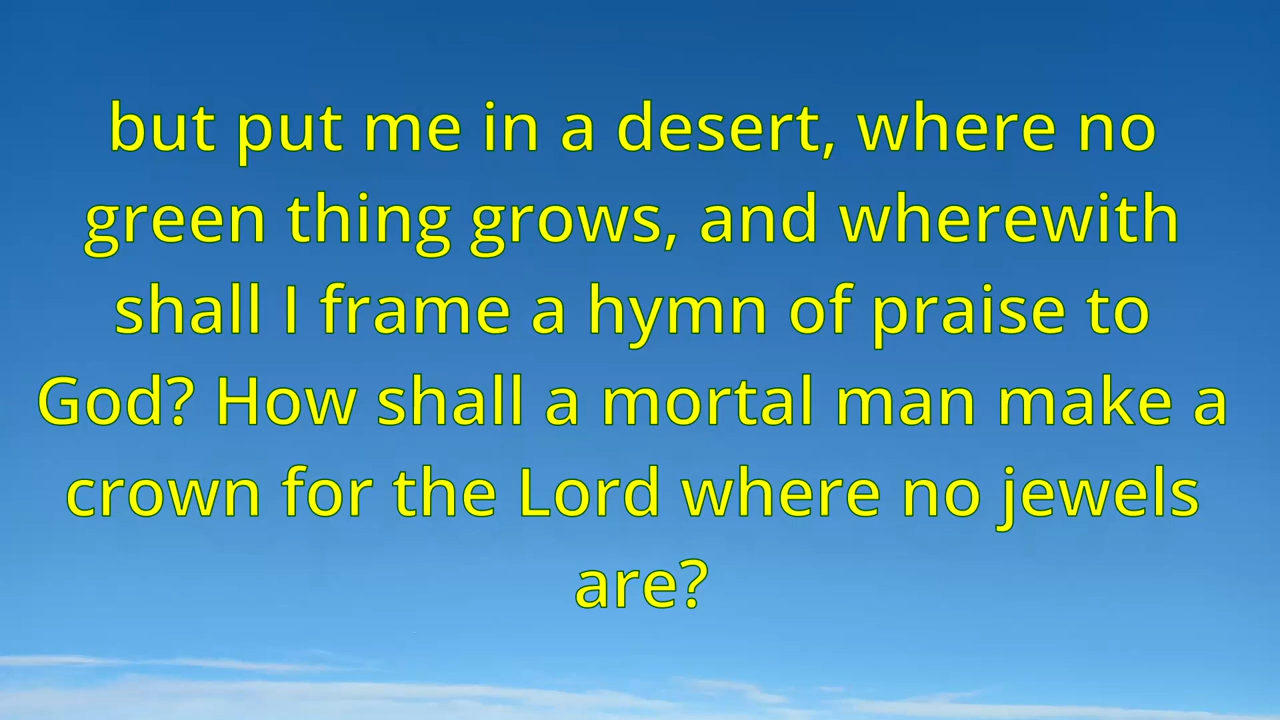 but put me in a desert, where no
green thing grows, and wherewith
shall I frame a hymn of praise to
God? How shall a mortal man make a
crown for the Lord where no jewels
are?